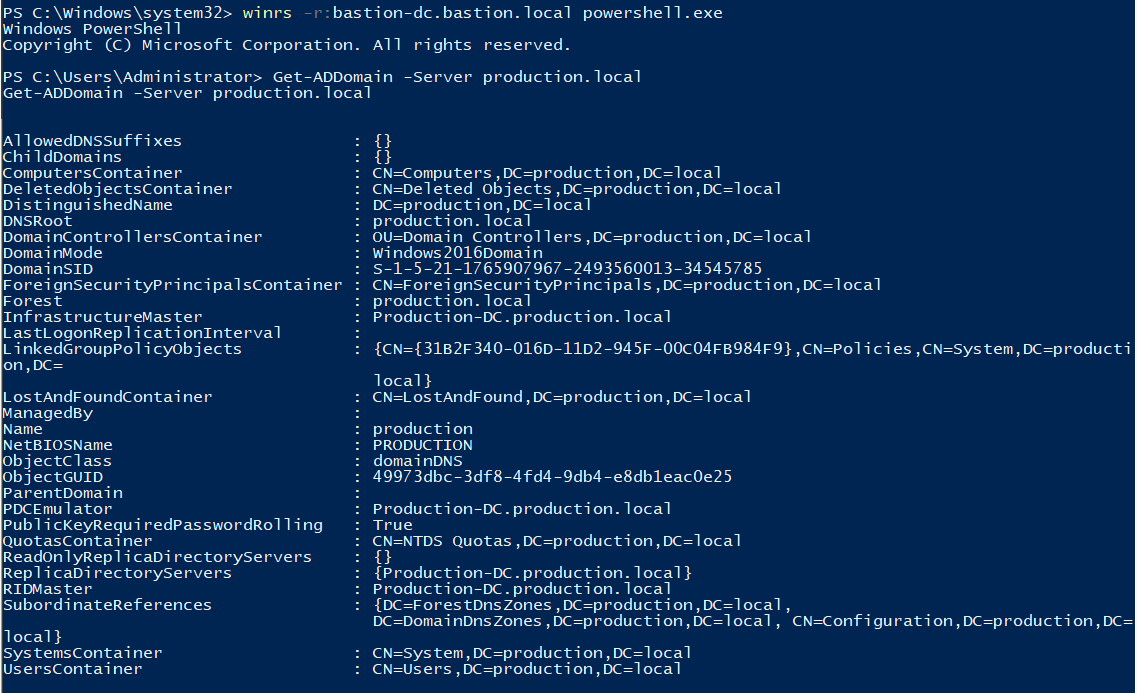 PS C:\Windows\system32> winrs -r:bastion-dc.bastion.local powershell.exe
Windows PowerShell
Copyright (C) Microsoft Corporation. All rights reserved.
PS C:\Users\Administrator> Get-ADDomain -Server production.local
Get-ADDomain -Server production.local
AllowedDNSSuffixes                 : {}
ChildDomains                       : {}
ComputersContainer                 : CN=Computers,DC=production,DC=local
DeletedObjectsContainer            : CN=Deleted Objects,DC=production,DC=local
DistinguishedName                  : DC=production,DC=local
DNSRoot                            : production.local
DomainControllersContainer         : OU=Domain Controllers,DC=production,DC=local
DomainMode                         : Windows2016Domain
DomainSID                          : S-1-5-21-1765907967-2493560013-34545785
ForeignSecurityPrincipalsContainer : CN=ForeignSecurityPrincipals,DC=production,DC=local
Forest                             : production.local
InfrastructureMaster               : Production-DC.production.local
LastLogonReplicationInterval       :
LinkedGroupPolicyObjects           : {CN={31B2F340-016D-11D2-945F-00C04FB984F9},CN=Policies,CN=System,DC=producti
on,DC=
                                     local}
LostAndFoundContainer              : CN=LostAndFound,DC=production,DC=local
ManagedBy                          :
Name                               : production
NetBIOSName                        : PRODUCTION
ObjectClass                        : domainDNS
ObjectGUID                         : 49973dbc-3df8-4fd4-9db4-e8db1eac0e25
ParentDomain                       :
PDCEmulator                        : Production-DC.production.local
PublicKeyRequiredPasswordRolling   : True
QuotasContainer                    : CN=NTDS Quotas,DC=production,DC=local
ReadOnlyReplicaDirectoryServers    : {}
ReplicaDirectoryServers            : {Production-DC.production.local}
RIDMaster                          : Production-DC.production.local
SubordinateReferences              : {DC=ForestDnsZones,DC=production,DC=local,
                                     DC=DomainDnsZones,DC=production,DC=local, CN=Configuration,DC=production,DC=
local}
SystemsContainer                   : CN=System,DC=production,DC=local
UsersContainer                     : CN=Users,DC=production,DC=local